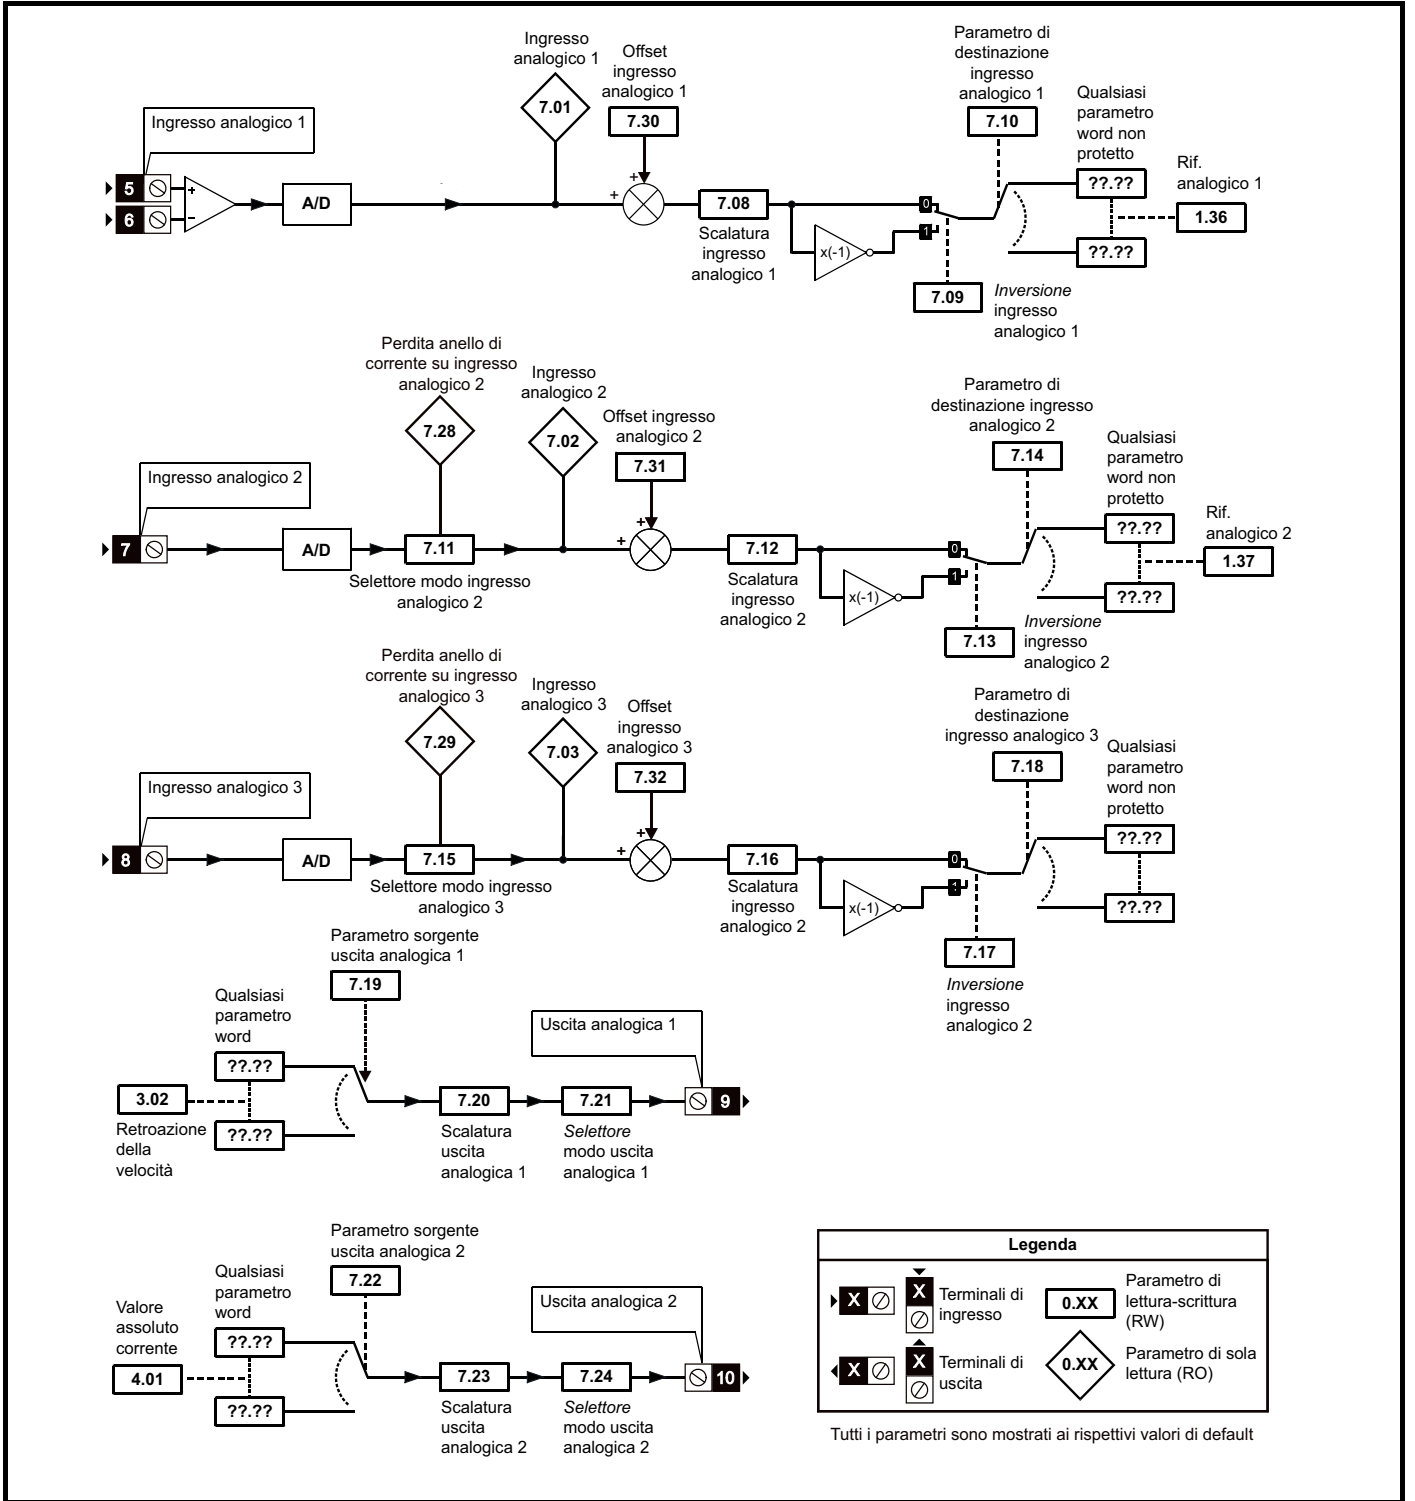 Ingresso
analogico 1
7.01
Offset
ingresso
analogico 1
7.30
Parametro di
destinazione
ingresso
analogico 1
7.10
Qualsiasi
parametro
word non
protetto
??.??
??.??
Rif.
analogico 1
1.36
Ingresso analogico 1
5
6
+
−
A/D
+
+
7.08
Scalatura
ingresso
analogico 1
x(-1)
0
1
7.09
Inversione
ingresso
analogico 1
Perdita anello di
corrente su ingresso
analogico 2
7.28
Ingresso
analogico 2
7.02
Offset ingresso
analogico 2
7.31
Parametro di
destinazione ingresso
analogico 2
7.14
Qualsiasi
parametro
word non
protetto
??.??
??.??
Rif.
analogico 2
1.37
Ingresso analogico 2
7
A/D
7.11
Selettore modo ingresso
analogico 2
+
+
7.12
Scalatura
ingresso
analogico 2
x(-1)
0
1
7.13
Inversione
ingresso
analogico 2
Perdita anello di
corrente su ingresso
analogico 3
7.29
Ingresso
analogico 3
7.03
Offset
ingresso
analogico 3
7.32
Parametro di
destinazione
ingresso analogico 3
7.18
Qualsiasi
parametro
word non
protetto
??.??
??.??
Ingresso analogico 3
8
A/D
7.15
Selettore modo ingresso
analogico 3
+
+
7.16
Scalatura
ingresso
analogico 2
x(-1)
0
1
7.17
Inversione
ingresso
analogico 2
Parametro sorgente
uscita analogica 1
7.19
Qualsiasi
parametro
word
??.??
??.??
3.02
Retroazione
della
velocità
7.20
Scalatura
uscita
analogica 1
7.21
Selettore
modo uscita
analogica 1
Uscita analogica 1
9
Parametro sorgente
uscita analogica 2
7.22
Qualsiasi
parametro
word
??.??
??.??
Valore
assoluto
corrente
4.01
7.23
Scalatura
uscita
analogica 2
7.24
Selettore
modo uscita
analogica 2
Uscita analogica 2
10
Legenda
X
X
Terminali di
ingresso
0.XX
Parametro di
lettura-scrittura
(RW)
X
X
Terminali di
uscita
0.XX
Parametro di sola
lettura (RO)
Tutti i parametri sono mostrati ai rispettivi valori di default